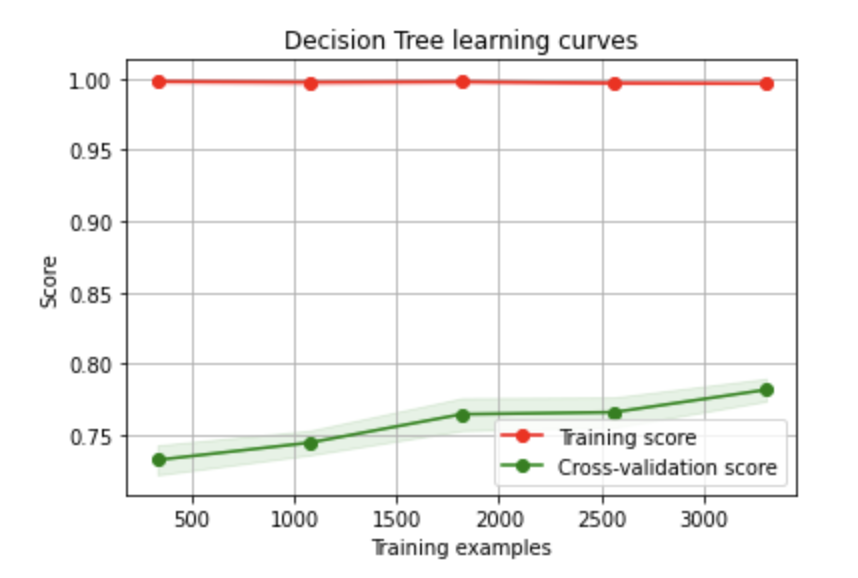 Decision Tree learning curves
1.00
0.95
0.90
0.85
0.80
0.75
Score
Training score
Cross-validation score
500 1000 1500 2000 2500 3000
Training examples